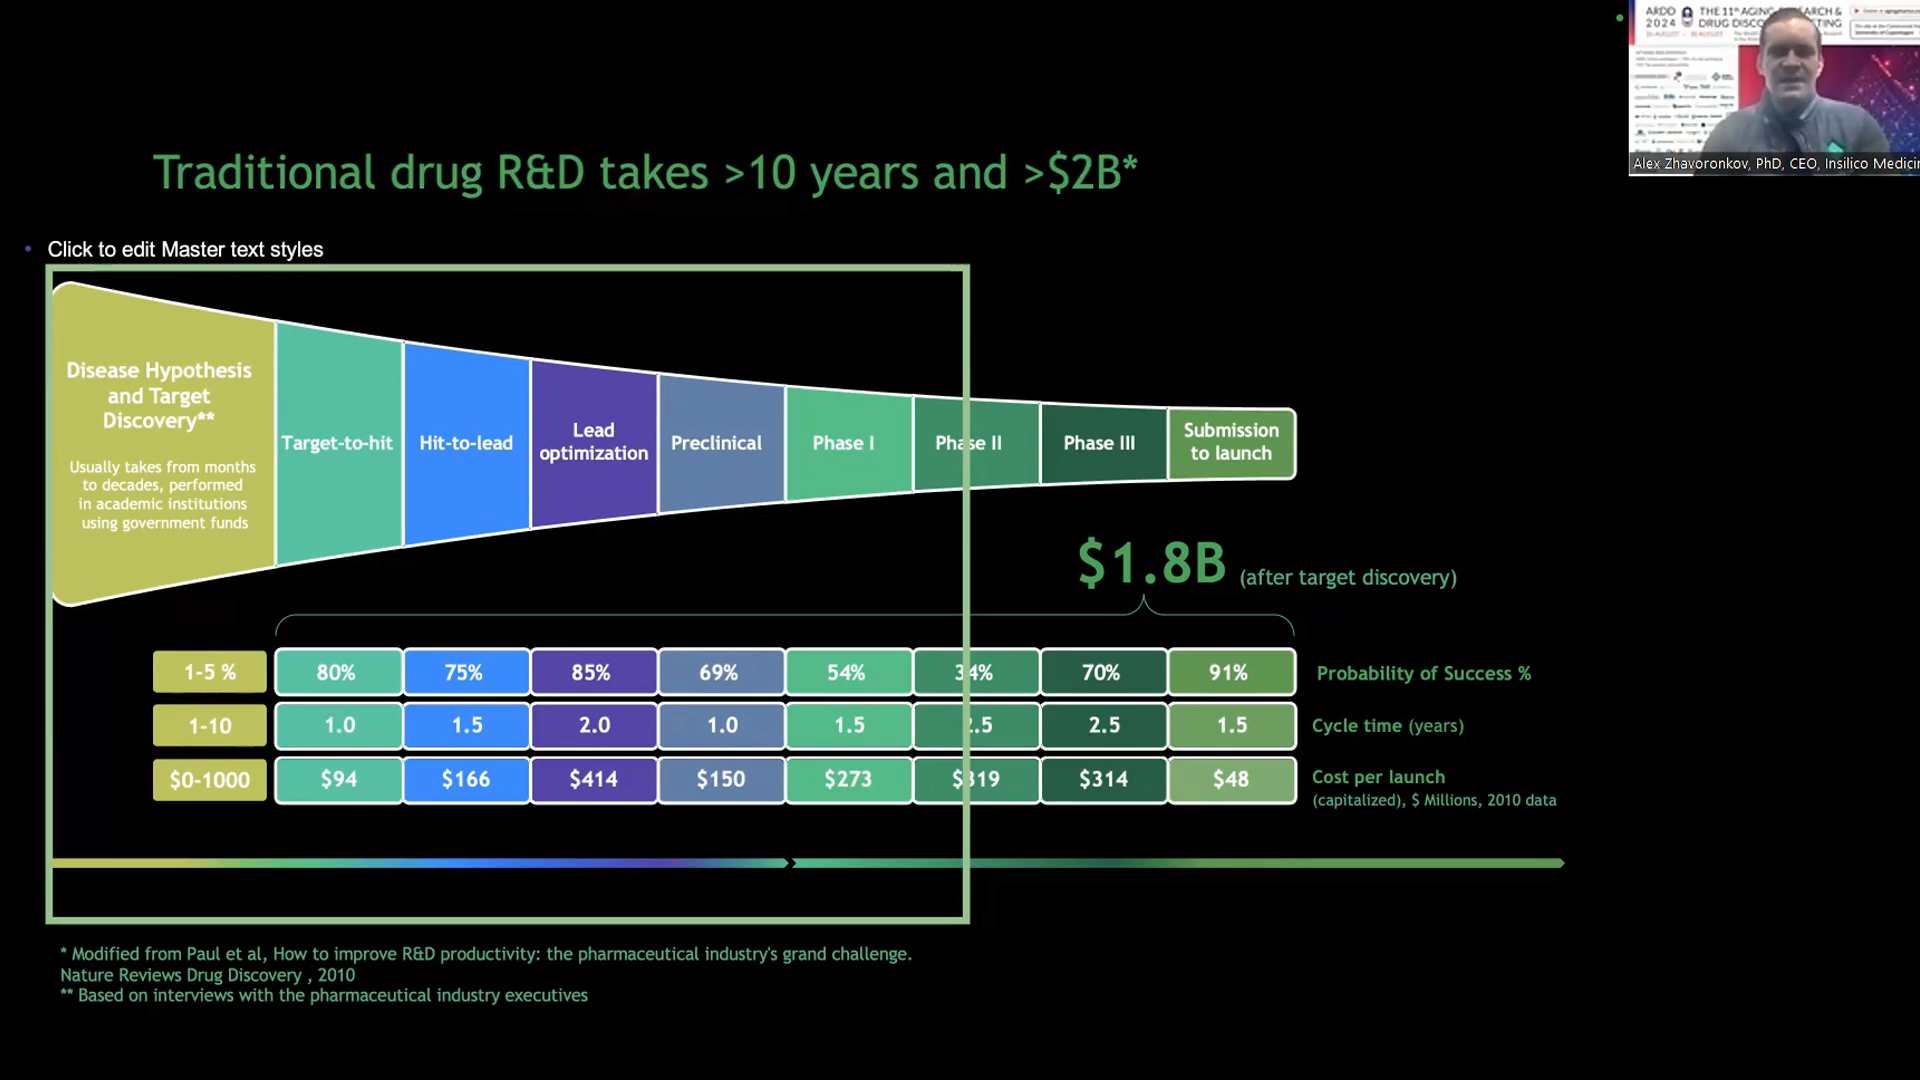 ARDD
2024
THE 11th AGING RESEARCH &
DRUG DISCOVERY MEETING
Alex Zhavoronkov, PhD, CEO, Insilico Medicin
Traditional drug R&D takes >10 years and >$2B*
• Click to edit Master text styles
Disease Hypothesis
and Target
Discovery**
Usually takes from months
to decades, performed
in academic institutions
using government funds
Target-to-hit
Hit-to-lead
Lead
optimization
Preclinical
Phase I
Phase II
Phase III
Submission
to launch
$1.8B (after target discovery)
1-5 % 80% 75% 85% 69% 54% 34% 70% 91% Probability of Success %
1-10 1.0 1.5 2.0 1.0 1.5 2.5 2.5 1.5 Cycle time (years)
$0-1000 $94 $166 $414 $150 $273 $319 $314 $48 Cost per launch
(capitalized), $ Millions, 2010 data
* Modified from Paul et al, How to improve R&D productivity: the pharmaceutical industry's grand challenge.
Nature Reviews Drug Discovery , 2010
** Based on interviews with the pharmaceutical industry executives